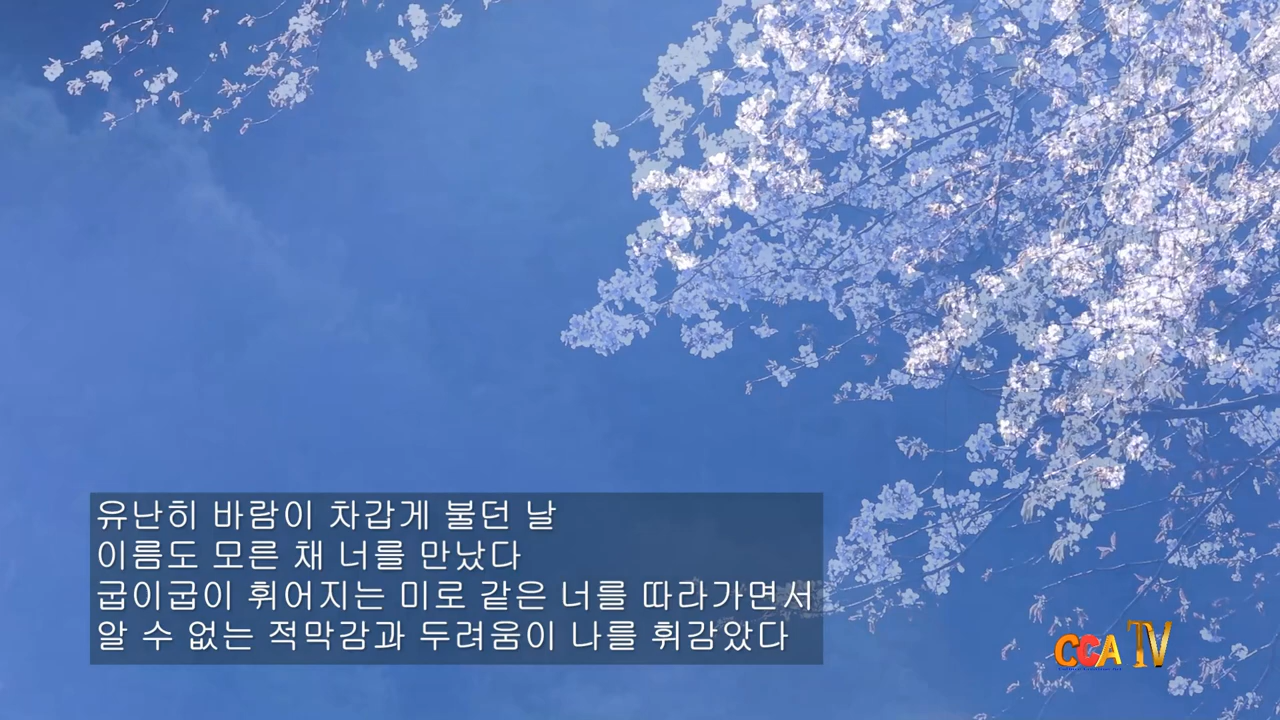 유난히 바람이 차갑게 불던 날
이름도 모른 채 너를 만났다
굽이굽이 휘어지는 미로 같은 너를 따라가면서
알 수 없는 적막감과 두려움이 나를 휘감았다
CCA TV